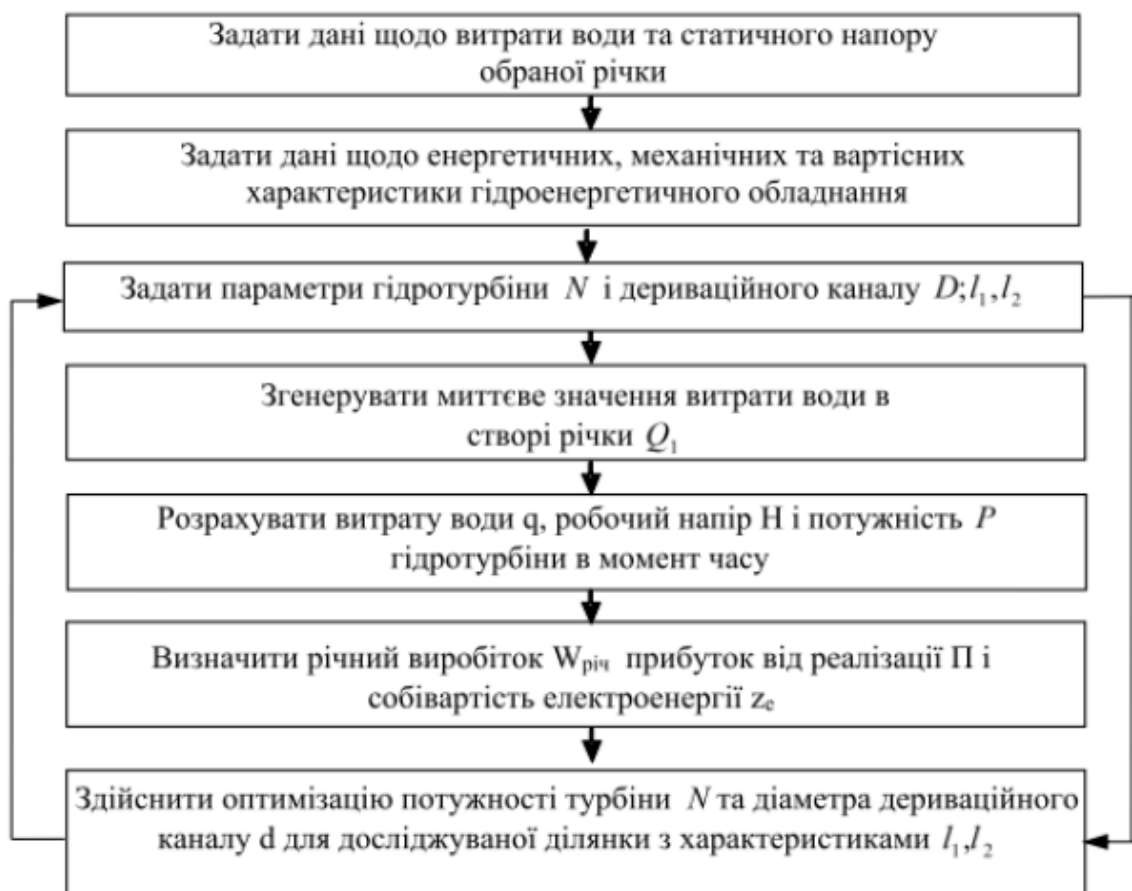 Задати дані щодо витрати води та статичного напору
обраної річки
Задати дані щодо енергетичних, механічних та вартісних
характеристики гідроенергетичного обладнання
Задати параметри гідротурбіни N і дериваційного каналу D;l₁,l₂
Згенерувати миттєве значення витрати води в
створі річки Q₁
Розрахувати витрату води q, робочий напір Н і потужність P
гідротурбіни в момент часу
Визначити річний виробіток Wріч прибуток від реалізації П і
собівартість електроенергії zₑ
Здійснити оптимізацію потужності турбіни N та діаметра дериваційного
каналу d для досліджуваної ділянки з характеристиками l₁,l₂